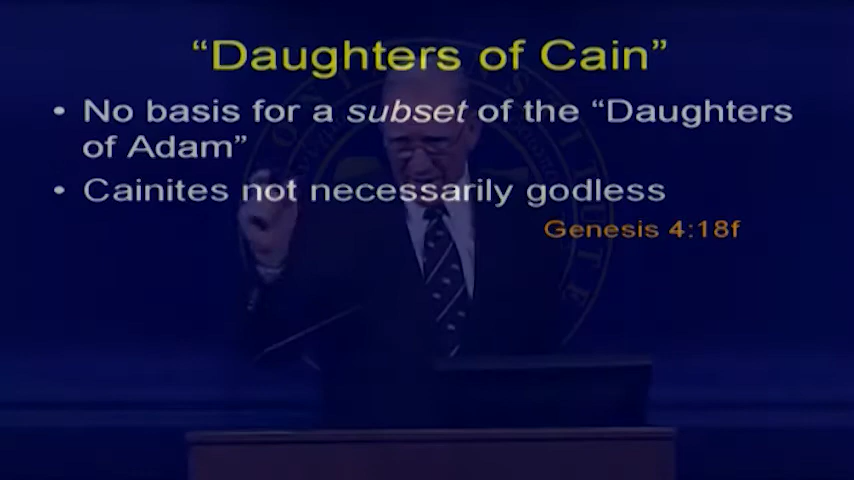 “Daughters of Cain”
• No basis for a subset of the “Daughters
of Adam”
• Cainites not necessarily godless
Genesis 4:18f